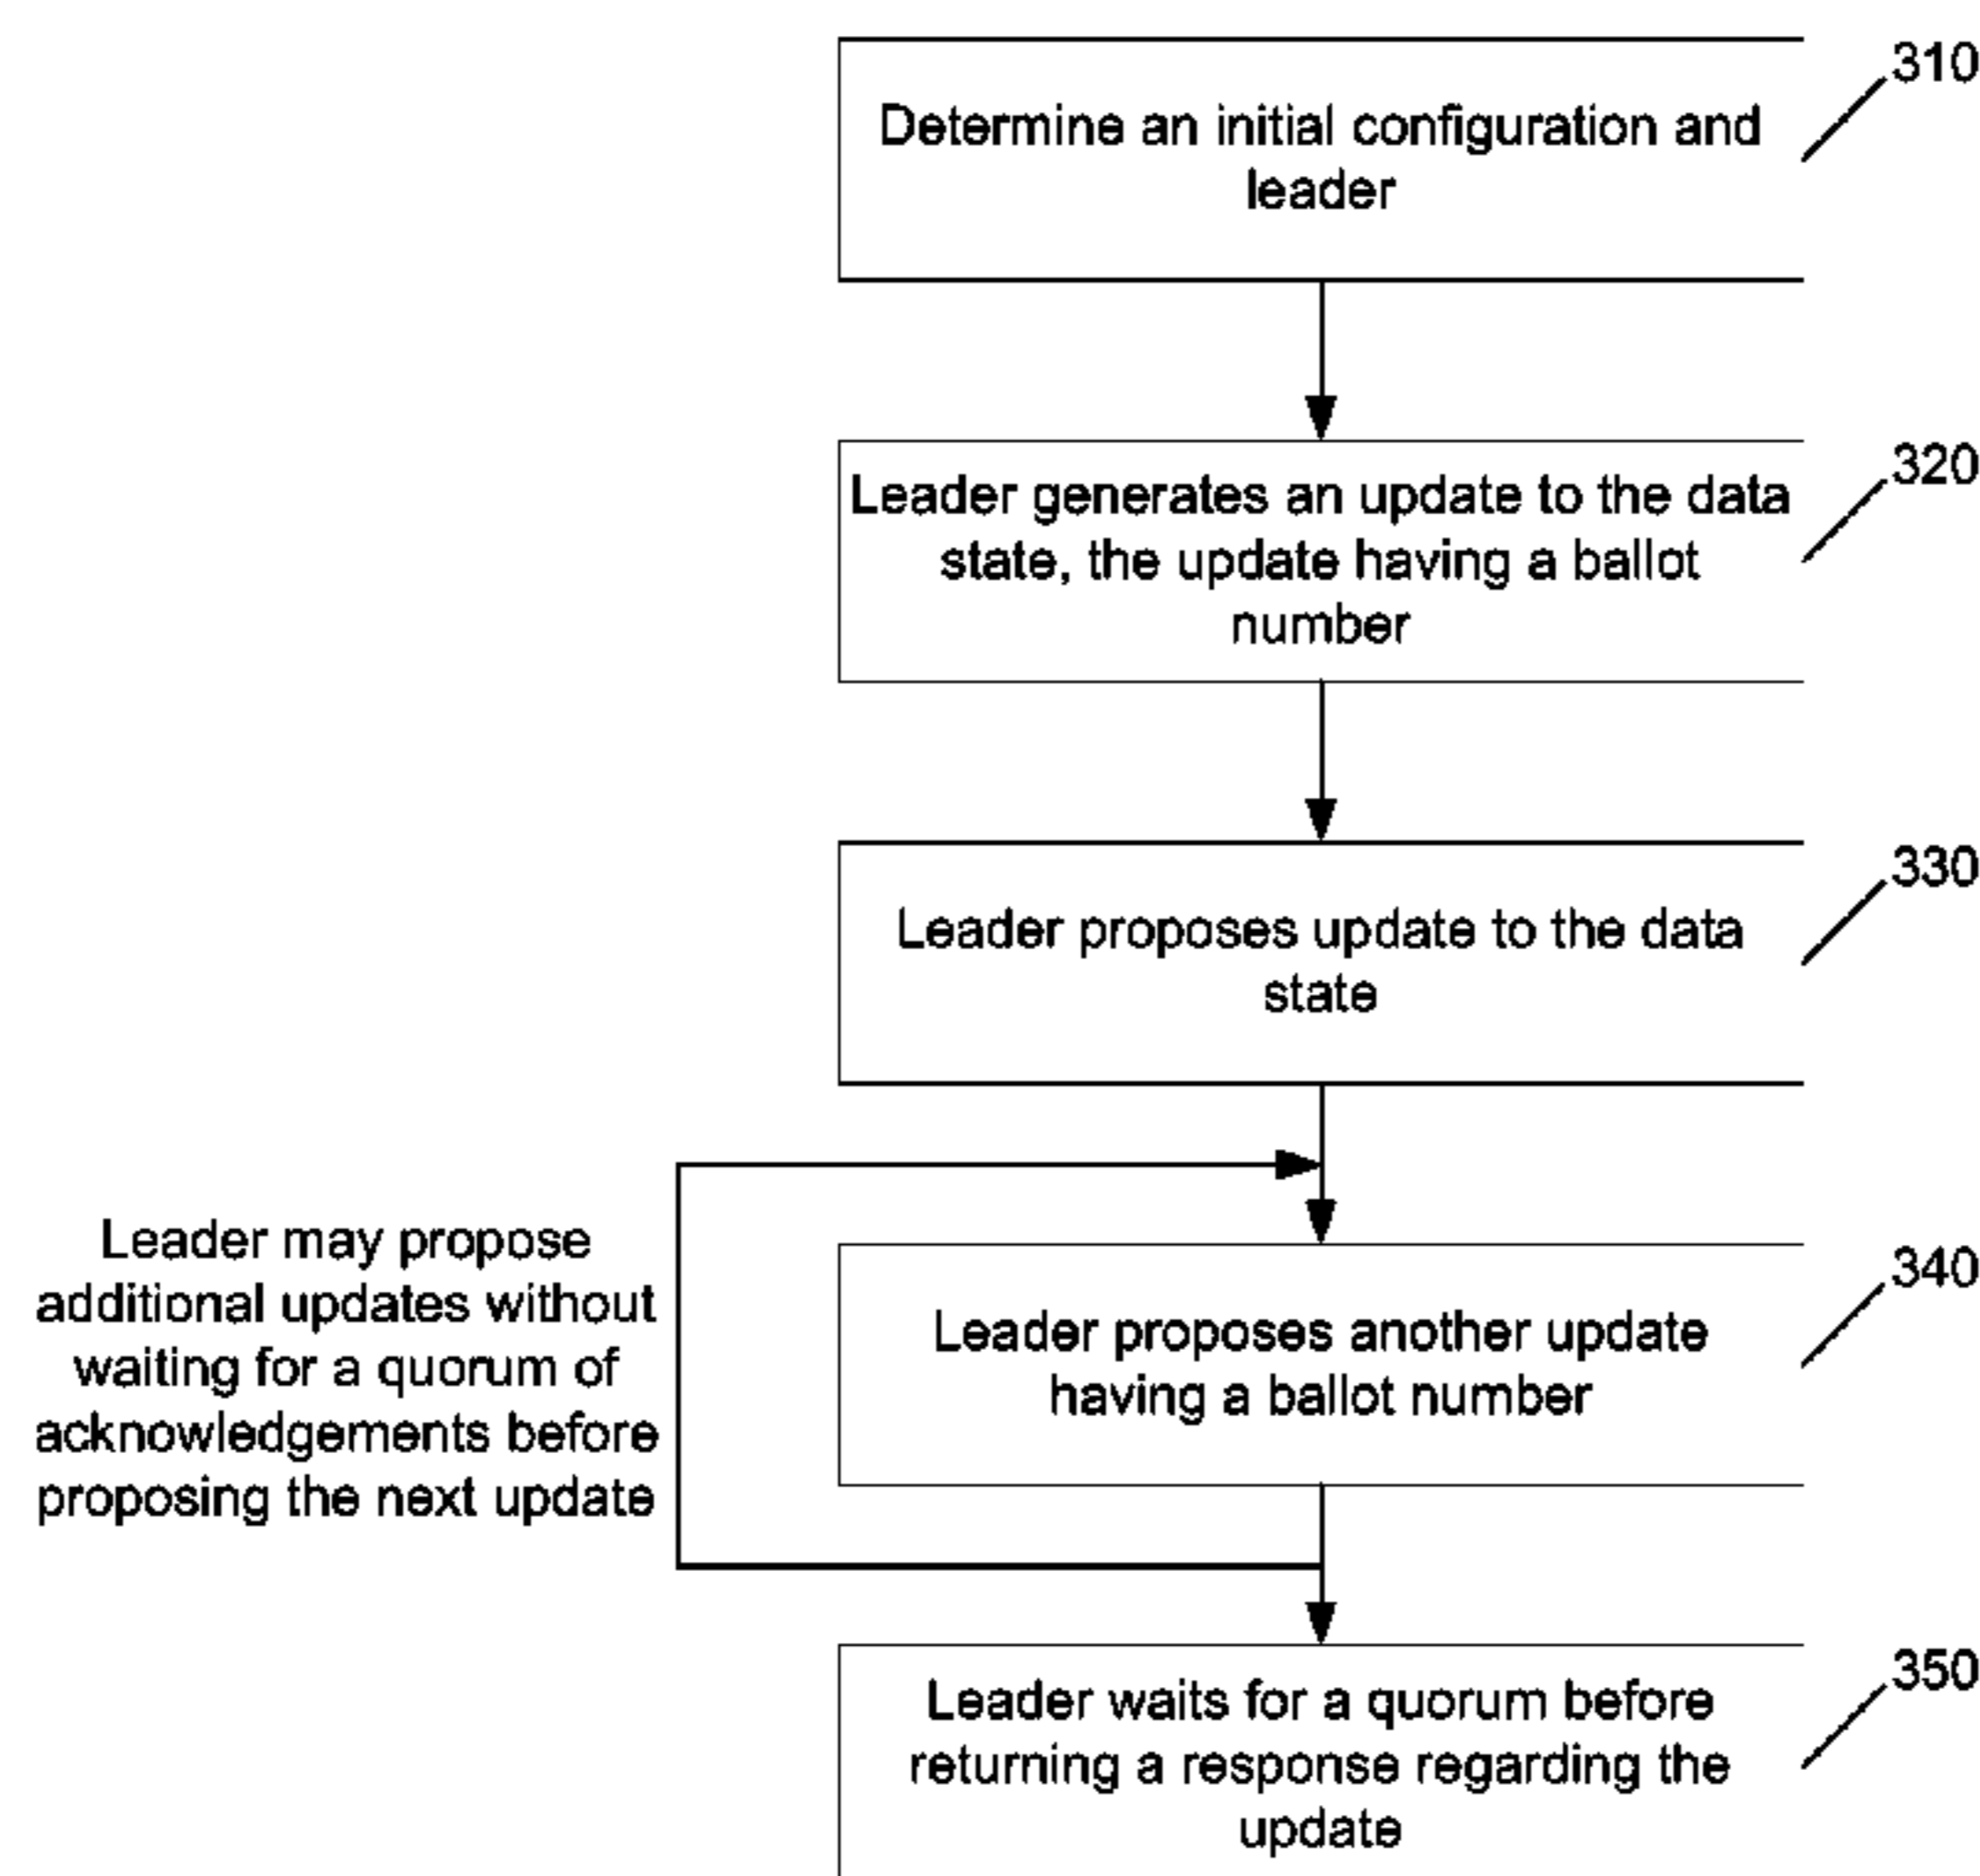 310
Determine an initial configuration and
leader
320
Leader generates an update to the data
state, the update having a ballot
number
330
Leader proposes update to the data
state
Leader may propose
additional updates without
waiting for a quorum of
acknowledgements before
proposing the next update
340
Leader proposes another update
having a ballot number
350
Leader waits for a quorum before
returning a response regarding the
update